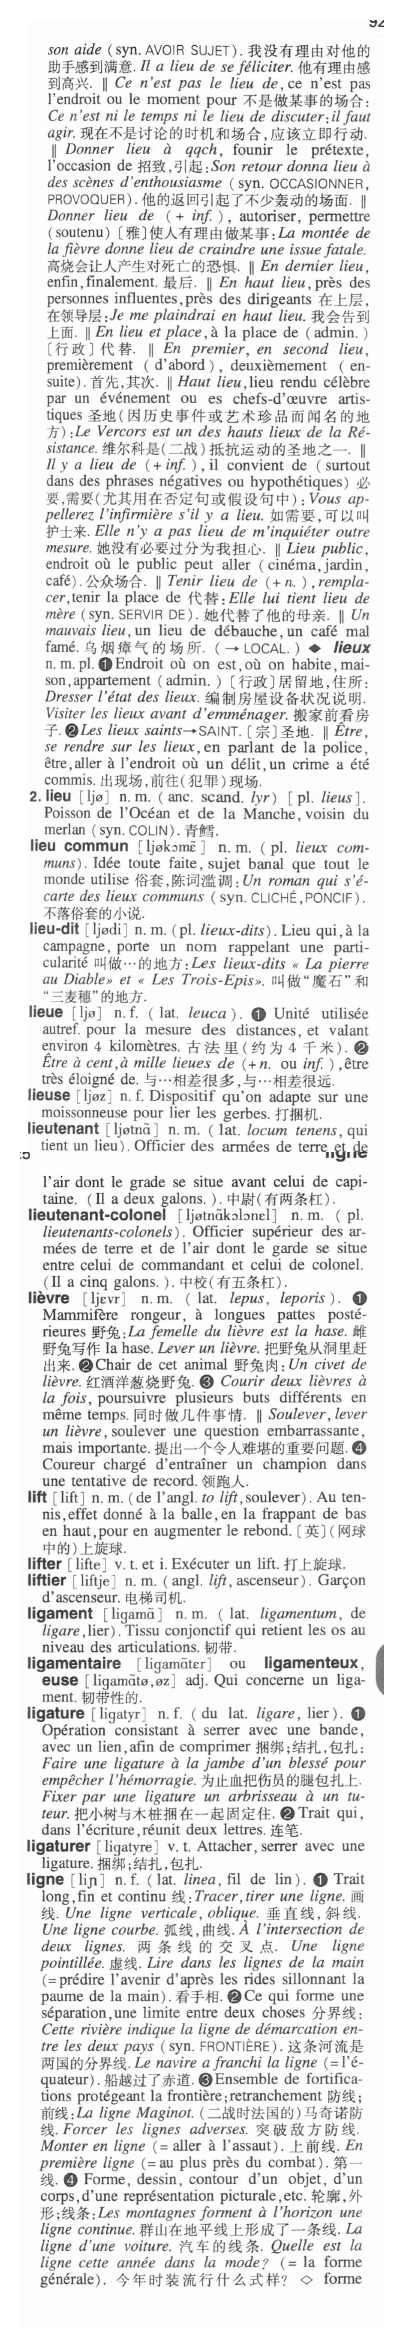 92
son aide (syn. AVOIR SUJET). 我没有理由对他的
助手感到满意. Il a lieu de se féliciter. 他有理由感
到高兴. ‖ Ce n'est pas le lieu de, ce n'est pas
l'endroit ou le moment pour 不是做某事的场合:
Ce n'est ni le temps ni le lieu de discuter; il faut
agir. 现在不是讨论的时机和场合,应该立即行动.
‖ Donner lieu à qqch, founir le prétexte,
l'occasion de 招致,引起: Son retour donna lieu à
des scènes d'enthousiasme (syn. OCCASIONNER,
PROVOQUER). 他的返回引起了不少轰动的场面. ‖
Donner lieu de (+ inf.), autoriser, permettre
(soutenu) [雅]使人有理由做某事: La montée de
la fièvre donne lieu de craindre une issue fatale.
高烧会让人产生对死亡的恐惧. ‖ En dernier lieu,
enfin, finalement. 最后. ‖ En haut lieu, près des
personnes influentes, près des dirigeants 在上层,
在领导层: Je me plaindrai en haut lieu. 我会告到
上面. ‖ En lieu et place, à la place de (admin.)
[行政] 代替. ‖ En premier, en second lieu,
premièrement (d'abord), deuxièmement (en-
suite). 首先,其次. ‖ Haut lieu, lieu rendu célèbre
par un événement ou es chefs-d'œuvre artis-
tiques 圣地(因历史事件或艺术珍品而闻名的地
方): Le Vercors est un des hauts lieux de la Ré-
sistance. 维尔科是(二战)抵抗运动的圣地之一. ‖
Il y a lieu de (+ inf.), il convient de (surtout
dans des phrases négatives ou hypothétiques) 必
要,需要(尤其用在否定句或假设句中): Vous ap-
pellerez l'infirmière s'il y a lieu. 如需要,可以叫
护士来. Elle n'y a pas lieu de m'inquiéter outre
mesure. 她没有必要过分为我担心. ‖ Lieu public,
endroit où le public peut aller (cinéma, jardin,
café). 公众场合. ‖ Tenir lieu de (+ n.), rempla-
cer, tenir la place de 代替: Elle lui tient lieu de
mère (syn. SERVIR DE). 她代替了他的母亲. ‖ Un
mauvais lieu, un lieu de débauche, un café mal
famé. 乌烟瘴气的场所. (→ LOCAL.) ◆ lieux
n. m. pl. ❶ Endroit où on est, où on habite, mai-
son, appartement (admin.) [行政]居留地,住所:
Dresser l'état des lieux. 编制房屋设备状况说明.
Visiter les lieux avant d'emménager. 搬家前看房
子. ❷ Les lieux saints→SAINT. [宗]圣地. ‖ Être,
se rendre sur les lieux, en parlant de la police,
être, aller à l'endroit où un délit, un crime a été
commis. 出现场,前往(犯罪)现场.
2. lieu [ljø] n. m. (anc. scand. lyr) [pl. lieus].
Poisson de l'Océan et de la Manche, voisin du
merlan (syn. COLIN). 青鳕.
lieu commun [ljøkɔmɛ̃] n. m. (pl. lieux com-
muns). Idée toute faite, sujet banal que tout le
monde utilise 俗套,陈词滥调: Un roman qui s'é-
carte des lieux communs (syn. CLICHÉ, PONCIF).
不落俗套的小说.
lieu-dit [ljødi] n. m. (pl. lieux-dits). Lieu qui, à la
campagne, porte un nom rappelant une parti-
cularité 叫做…的地方: Les lieux-dits « La pierre
au Diable» et « Les Trois-Epis». 叫做“魔石”和
“三麦穗”的地方.
lieue [ljø] n. f. (lat. leuca). ❶ Unité utilisée
autref. pour la mesure des distances, et valant
environ 4 kilomètres. 古法里(约为 4 千米). ❷
Être à cent, à mille lieues de (+ n. ou inf.), être
très éloigné de. 与…相差很多,与…相差很远.
lieuse [ljøz] n. f. Dispositif qu'on adapte sur une
moissonneuse pour lier les gerbes. 打捆机.
lieutenant [ljøtnɑ̃] n. m. (lat. locum tenens, qui
tient un lieu). Officier des armées de terre et de
ligne
l'air dont le grade se situe avant celui de capi-
taine. (Il a deux galons.). 中尉(有两条杠).
lieutenant-colonel [ljøtnɑ̃kɔlɔnɛl] n. m. (pl.
lieutenants-colonels). Officier supérieur des ar-
mées de terre et de l'air dont le garde se situe
entre celui de commandant et celui de colonel.
(Il a cinq galons.). 中校(有五条杠).
lièvre [ljɛvr] n. m. (lat. lepus, leporis). ❶
Mammifère rongeur, à longues pattes posté-
rieures 野兔: La femelle du lièvre est la hase. 雌
野兔写作 la hase. Lever un lièvre. 把野兔从洞里赶
出来. ❷ Chair de cet animal 野兔肉: Un civet de
lièvre. 红酒洋葱烧野兔. ❸ Courir deux lièvres à
la fois, poursuivre plusieurs buts différents en
même temps. 同时做几件事情. ‖ Soulever, lever
un lièvre, soulever une question embarrassante,
mais importante. 提出一个令人难堪的重要问题. ❹
Coureur chargé d'entraîner un champion dans
une tentative de record. 领跑人.
lift [lift] n. m. (de l'angl. to lift, soulever). Au ten-
nis, effet donné à la balle, en la frappant de bas
en haut, pour en augmenter le rebond. [英](网球
中的)上旋球.
lifter [lifte] v. t. et i. Exécuter un lift. 打上旋球.
liftier [liftje] n. m. (angl. lift, ascenseur). Garçon
d'ascenseur. 电梯司机.
ligament [ligamɑ̃] n. m. (lat. ligamentum, de
ligare, lier). Tissu conjonctif qui retient les os au
niveau des articulations. 韧带.
ligamentaire [ligamɑ̃tɛr] ou ligamenteux,
euse [ligamɑ̃tø, øz] adj. Qui concerne un liga-
ment. 韧带性的.
ligature [ligatyr] n. f. (du lat. ligare, lier). ❶
Opération consistant à serrer avec une bande,
avec un lien, afin de comprimer 捆绑;结扎,包扎:
Faire une ligature à la jambe d'un blessé pour
empêcher l'hémorragie. 为止血把伤员的腿包扎上.
Fixer par une ligature un arbrisseau à un tu-
teur. 把小树与木桩捆在一起固定住. ❷ Trait qui,
dans l'écriture, réunit deux lettres. 连笔.
ligaturer [ligatyre] v. t. Attacher, serrer avec une
ligature. 捆绑;结扎,包扎.
ligne [liɲ] n. f. (lat. linea, fil de lin). ❶ Trait
long, fin et continu 线: Tracer, tirer une ligne. 画
线. Une ligne verticale, oblique. 垂直线,斜线.
Une ligne courbe. 弧线,曲线. À l'intersection de
deux lignes. 两条线的交叉点. Une ligne
pointillée. 虚线. Lire dans les lignes de la main
(= prédire l'avenir d'après les rides sillonnant la
paume de la main). 看手相. ❷ Ce qui forme une
séparation, une limite entre deux choses 分界线:
Cette rivière indique la ligne de démarcation en-
tre les deux pays (syn. FRONTIÈRE). 这条河流是
两国的分界线. Le navire a franchi la ligne (= l'é-
quateur). 船越过了赤道. ❸ Ensemble de fortifica-
tions protégeant la frontière; retranchement 防线;
前线: La ligne Maginot. (二战时法国的)马奇诺防
线. Forcer les lignes adverses. 突破敌方防线.
Monter en ligne (= aller à l'assaut). 上前线. En
première ligne (= au plus près du combat). 第一
线. ❹ Forme, dessin, contour d'un objet, d'un
corps, d'une représentation picturale, etc. 轮廓,外
形;线条: Les montagnes forment à l'horizon une
ligne continue. 群山在地平线上形成了一条线. La
ligne d'une voiture. 汽车的线条. Quelle est la
ligne cette année dans la mode? (= la forme
générale). 今年时装流行什么式样? ◇ forme